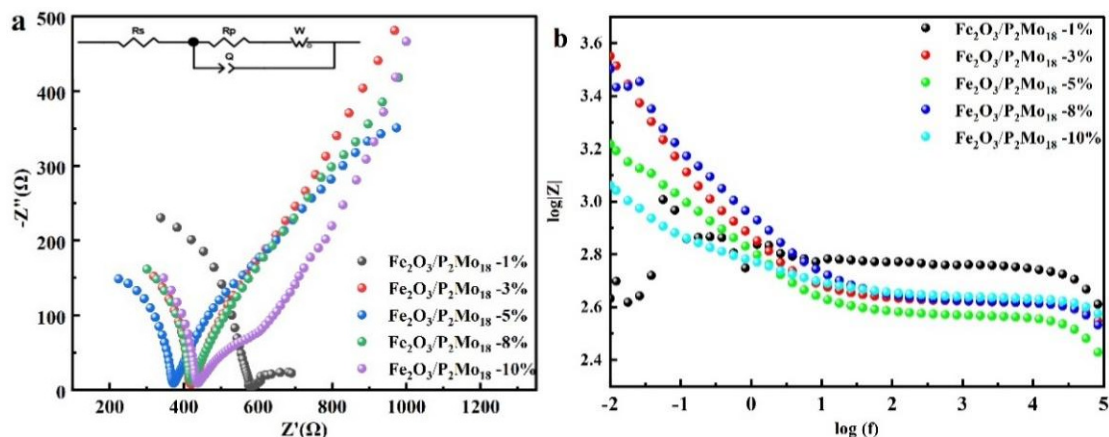 a
Rs
Rp
W
Q
500
400
300
200
100
0
-Z''(Ω)
200
400
600
800
1000
1200
Z'(Ω)
Fe₂O₃/P₂Mo₁₈ -1%
Fe₂O₃/P₂Mo₁₈ -3%
Fe₂O₃/P₂Mo₁₈ -5%
Fe₂O₃/P₂Mo₁₈ -8%
Fe₂O₃/P₂Mo₁₈ -10%
b
3.6
3.4
3.2
3.0
2.8
2.6
2.4
log|Z|
-2
-1
0
1
2
3
4
5
log (f)
Fe₂O₃/P₂Mo₁₈ -1%
Fe₂O₃/P₂Mo₁₈ -3%
Fe₂O₃/P₂Mo₁₈ -5%
Fe₂O₃/P₂Mo₁₈ -8%
Fe₂O₃/P₂Mo₁₈ -10%